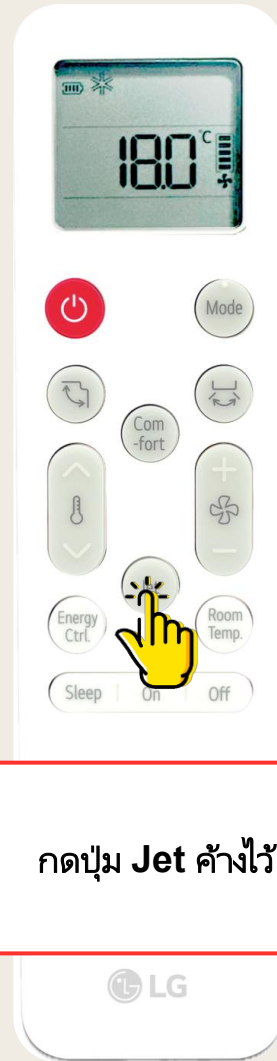 18.0°C
Mode
Com
-fort
Energy
Ctrl.
Room
Temp.
Sleep
On
Off
กดปุ่ม Jet ค้างไว้
LG